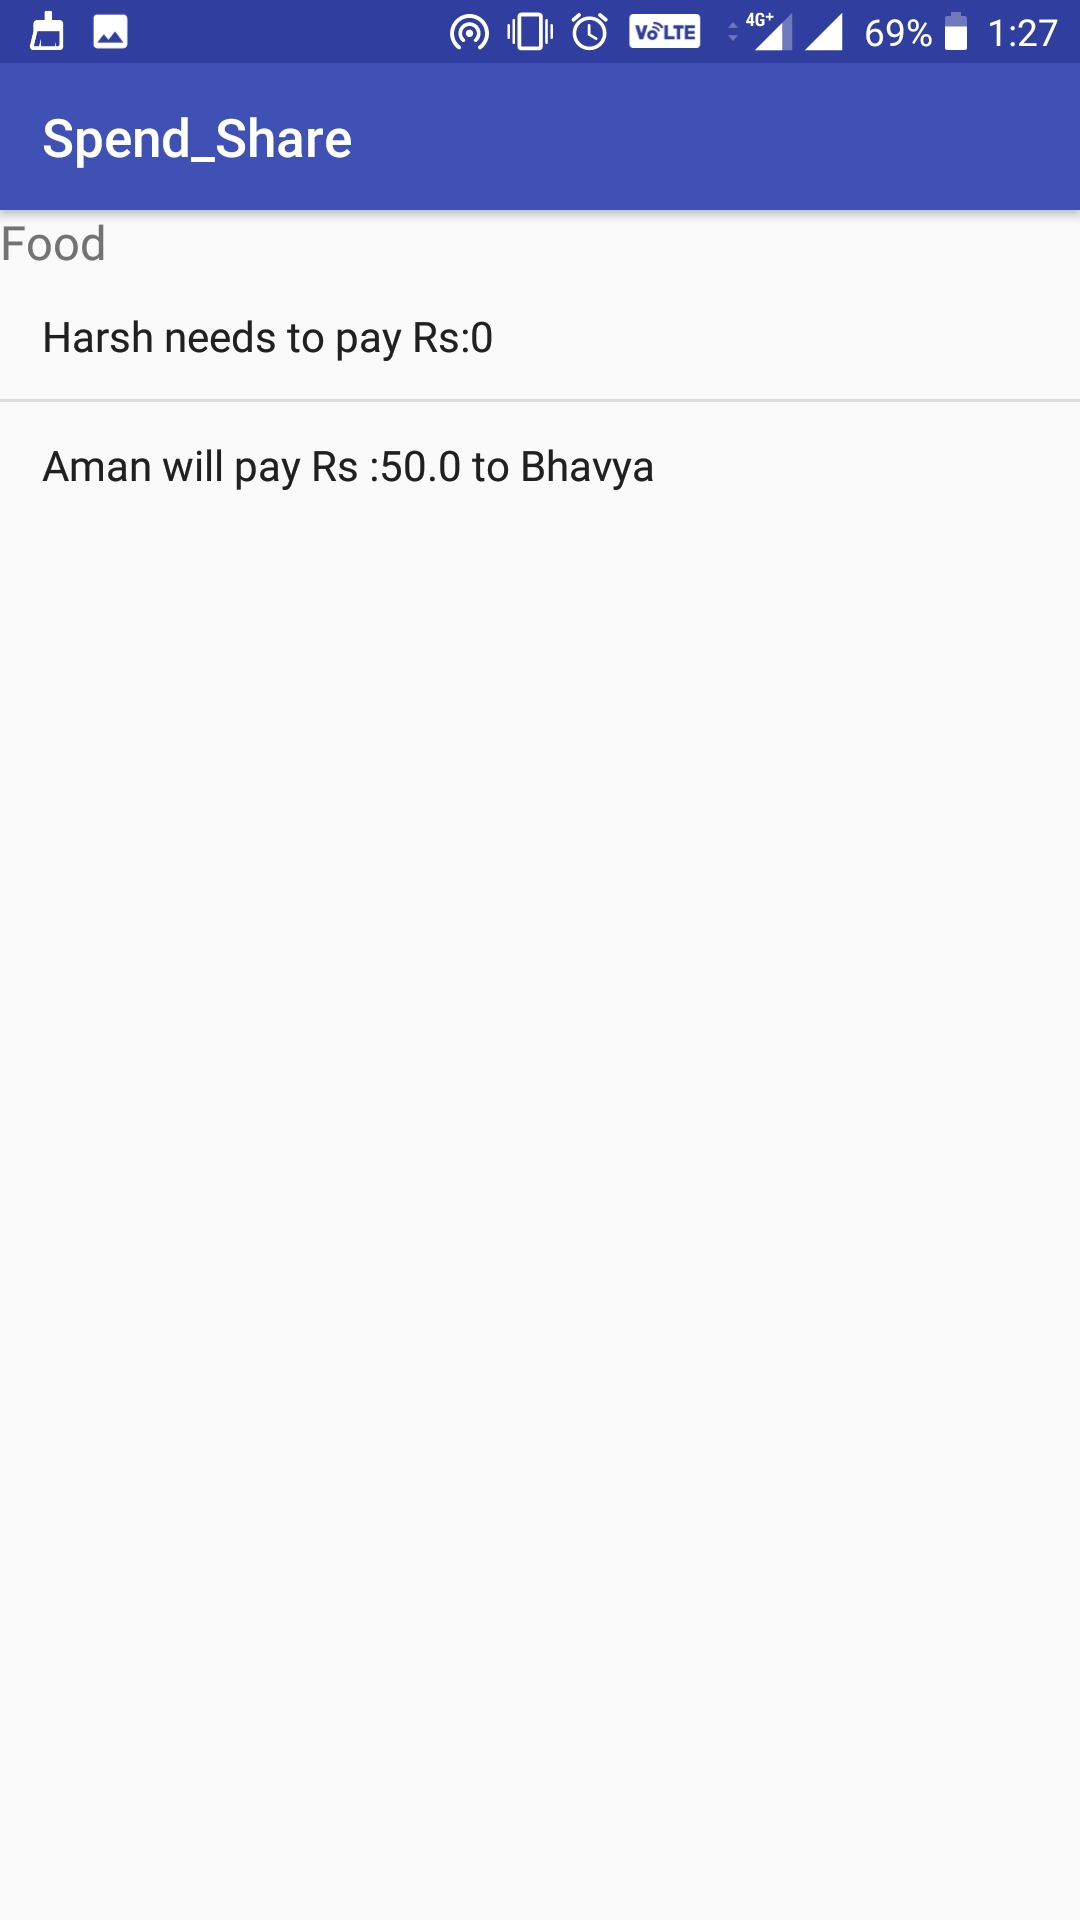 VoLTE 4G+ 69% 1:27
Spend_Share
Food
Harsh needs to pay Rs:0
Aman will pay Rs :50.0 to Bhavya